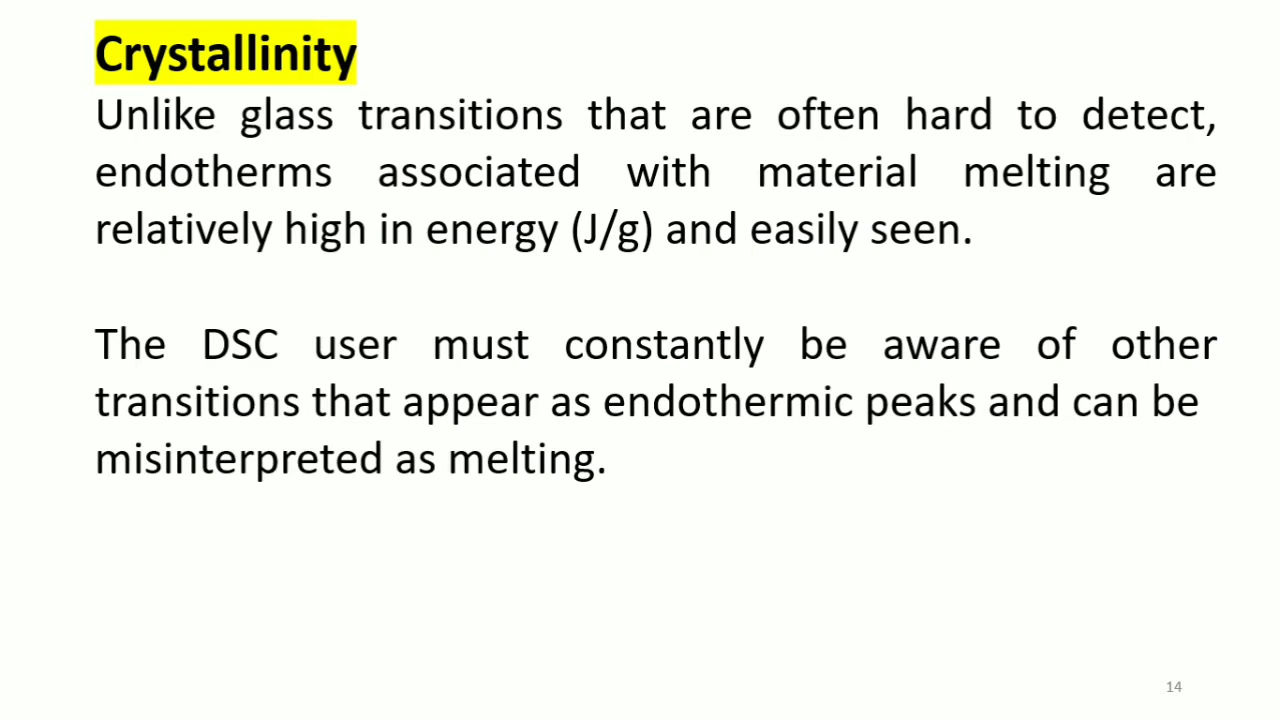 Crystallinity
Unlike glass transitions that are often hard to detect,
endotherms associated with material melting are
relatively high in energy (J/g) and easily seen.
The DSC user must constantly be aware of other
transitions that appear as endothermic peaks and can be
misinterpreted as melting.
14